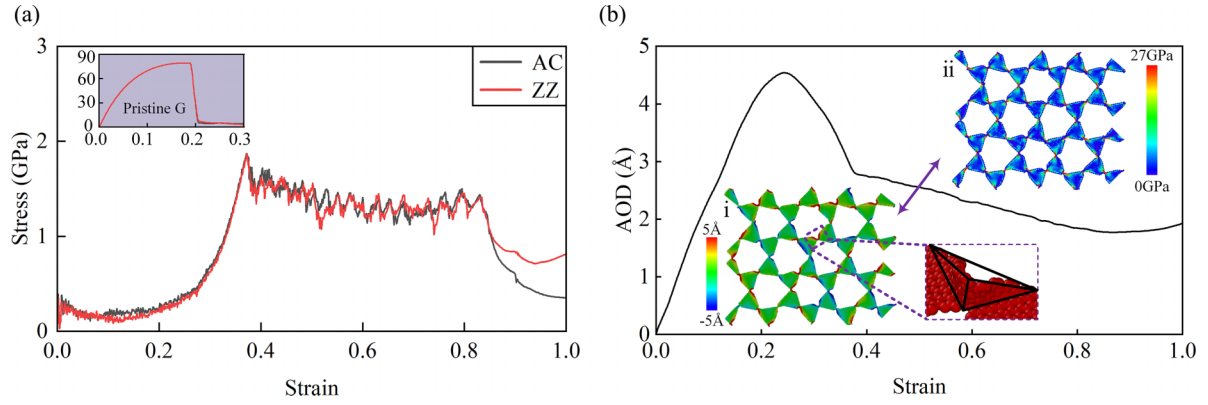 (a)
3
2
1
0
Stress (GPa)
90
60
30
0
Pristine G
0.0 0.1 0.2 0.3
AC
ZZ
0.0 0.2 0.4 0.6 0.8 1.0
Strain
(b)
5
4
3
2
1
0
AOD (Å)
ii
27GPa
0GPa
i
5Å
-5Å
0.0 0.2 0.4 0.6 0.8 1.0
Strain